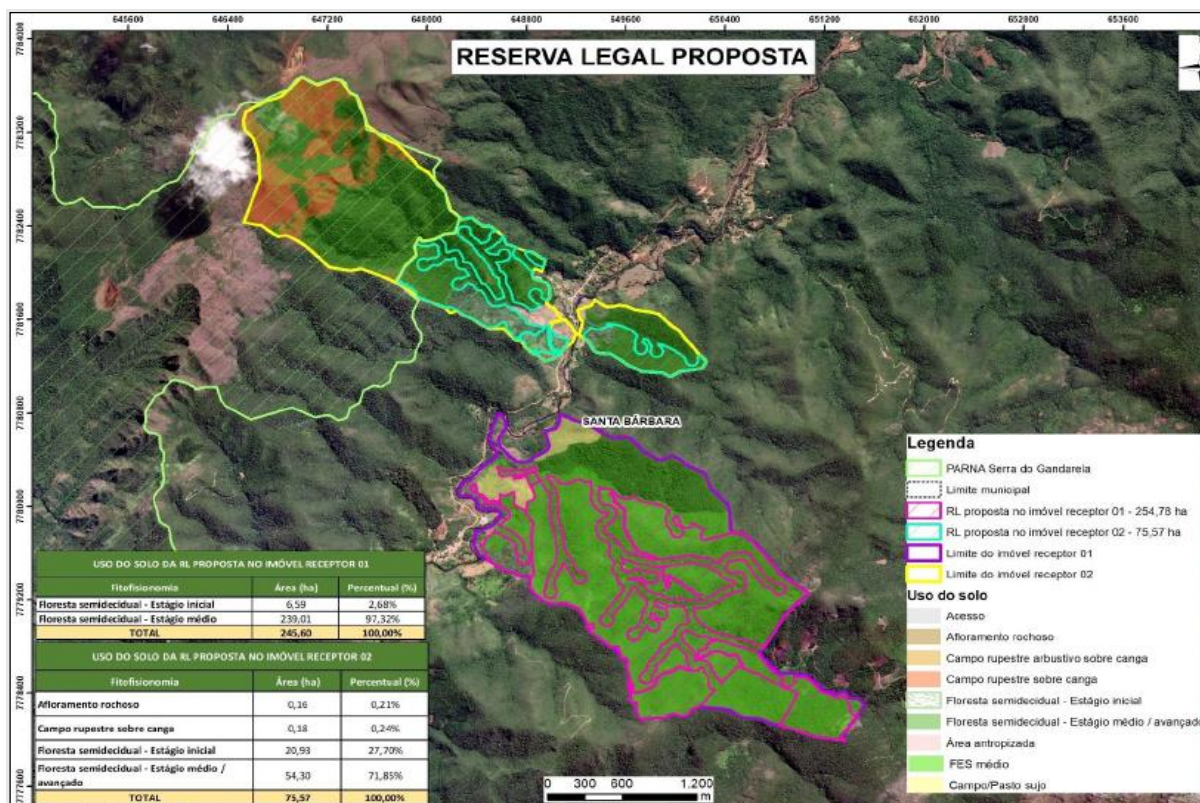 645600 646400 647200 648000 648800 649600 650400 651200 652000 652800 653600
7784000
RESERVA LEGAL PROPOSTA
7783200
7782400
7781600
7780800
SANTA BÁRBARA
7780000
7779200
7778400
7777600
Legenda
PARNA Serra do Gandarela
Limite municipal
RL proposta no imóvel receptor 01 - 254,78 ha
RL proposta no imóvel receptor 02 - 75,57 ha
Limite do imóvel receptor 01
Limite do imóvel receptor 02
Uso do solo
Acesso
Afloramento rochoso
Campo rupestre arbustivo sobre canga
Campo rupestre sobre canga
Floresta semidecidual - Estágio inicial
Floresta semidecidual - Estágio médio / avançado
Área antropizada
FES médio
Campo/Pasto sujo
USO DO SOLO DA RL PROPOSTA NO IMÓVEL RECEPTOR 01
Fitofisionomia Área (ha) Percentual (%)
Floresta semidecidual - Estágio inicial 6,59 2,68%
Floresta semidecidual - Estágio médio 239,01 97,32%
TOTAL 245,60 100,00%
USO DO SOLO DA RL PROPOSTA NO IMÓVEL RECEPTOR 02
Fitofisionomia Área (ha) Percentual (%)
Afloramento rochoso 0,16 0,21%
Campo rupestre sobre canga 0,18 0,24%
Floresta semidecidual - Estágio inicial 20,93 27,70%
Floresta semidecidual - Estágio médio / avançado 54,30 71,85%
TOTAL 75,57 100,00%
0 300 600 1.200
m